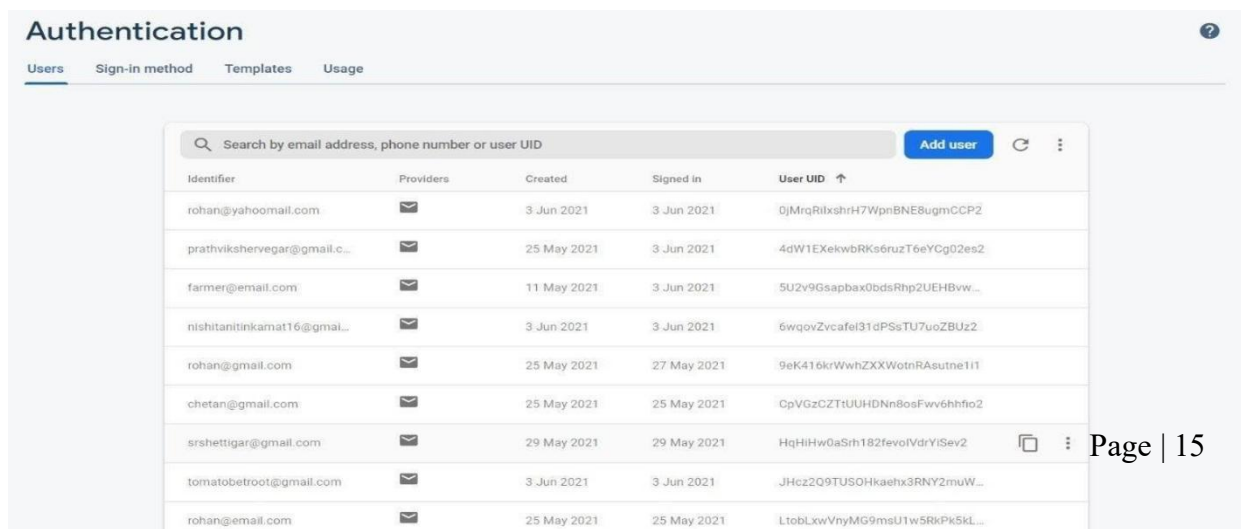 Authentication
Users Sign-in method Templates Usage
Search by email address, phone number or user UID Add user
Identifier Providers Created Signed in User UID
rohan@yahoomail.com 3 Jun 2021 3 Jun 2021 0jMrqRilxshrH7WpnBNE8ugmCCP2
prathvikshervegar@gmail.c... 25 May 2021 3 Jun 2021 4dW1EXekwbRKs6ruzT6eYCg02es2
farmer@email.com 11 May 2021 3 Jun 2021 5U2v9Gsapbax0bdsRhp2UEHBvw...
nishitanitinkamat16@gmai... 3 Jun 2021 3 Jun 2021 6wqovZvcafel31dPSsTU7uoZBUz2
rohan@gmail.com 25 May 2021 27 May 2021 9eK416krWwhZXXWotnRAsutne1i1
chetan@gmail.com 25 May 2021 25 May 2021 CpVGzCZTtUUHDNn8osFwv6hhfio2
srshettigar@gmail.com 29 May 2021 29 May 2021 HqHiHw0aSrh182fevolVdrYiSev2 Page | 15
tomatobetroot@gmail.com 3 Jun 2021 3 Jun 2021 JHcz2Q9TUSOHkaehx3RNY2muW...
rohan@email.com 25 May 2021 25 May 2021 LtobLxwVnyMG9msU1w5RkPk5kL...